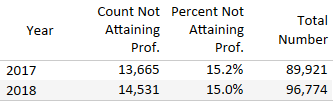 Year Count Not Attaining Prof. Percent Not Attaining Prof. Total Number
2017 13,665 15.2% 89,921
2018 14,531 15.0% 96,774